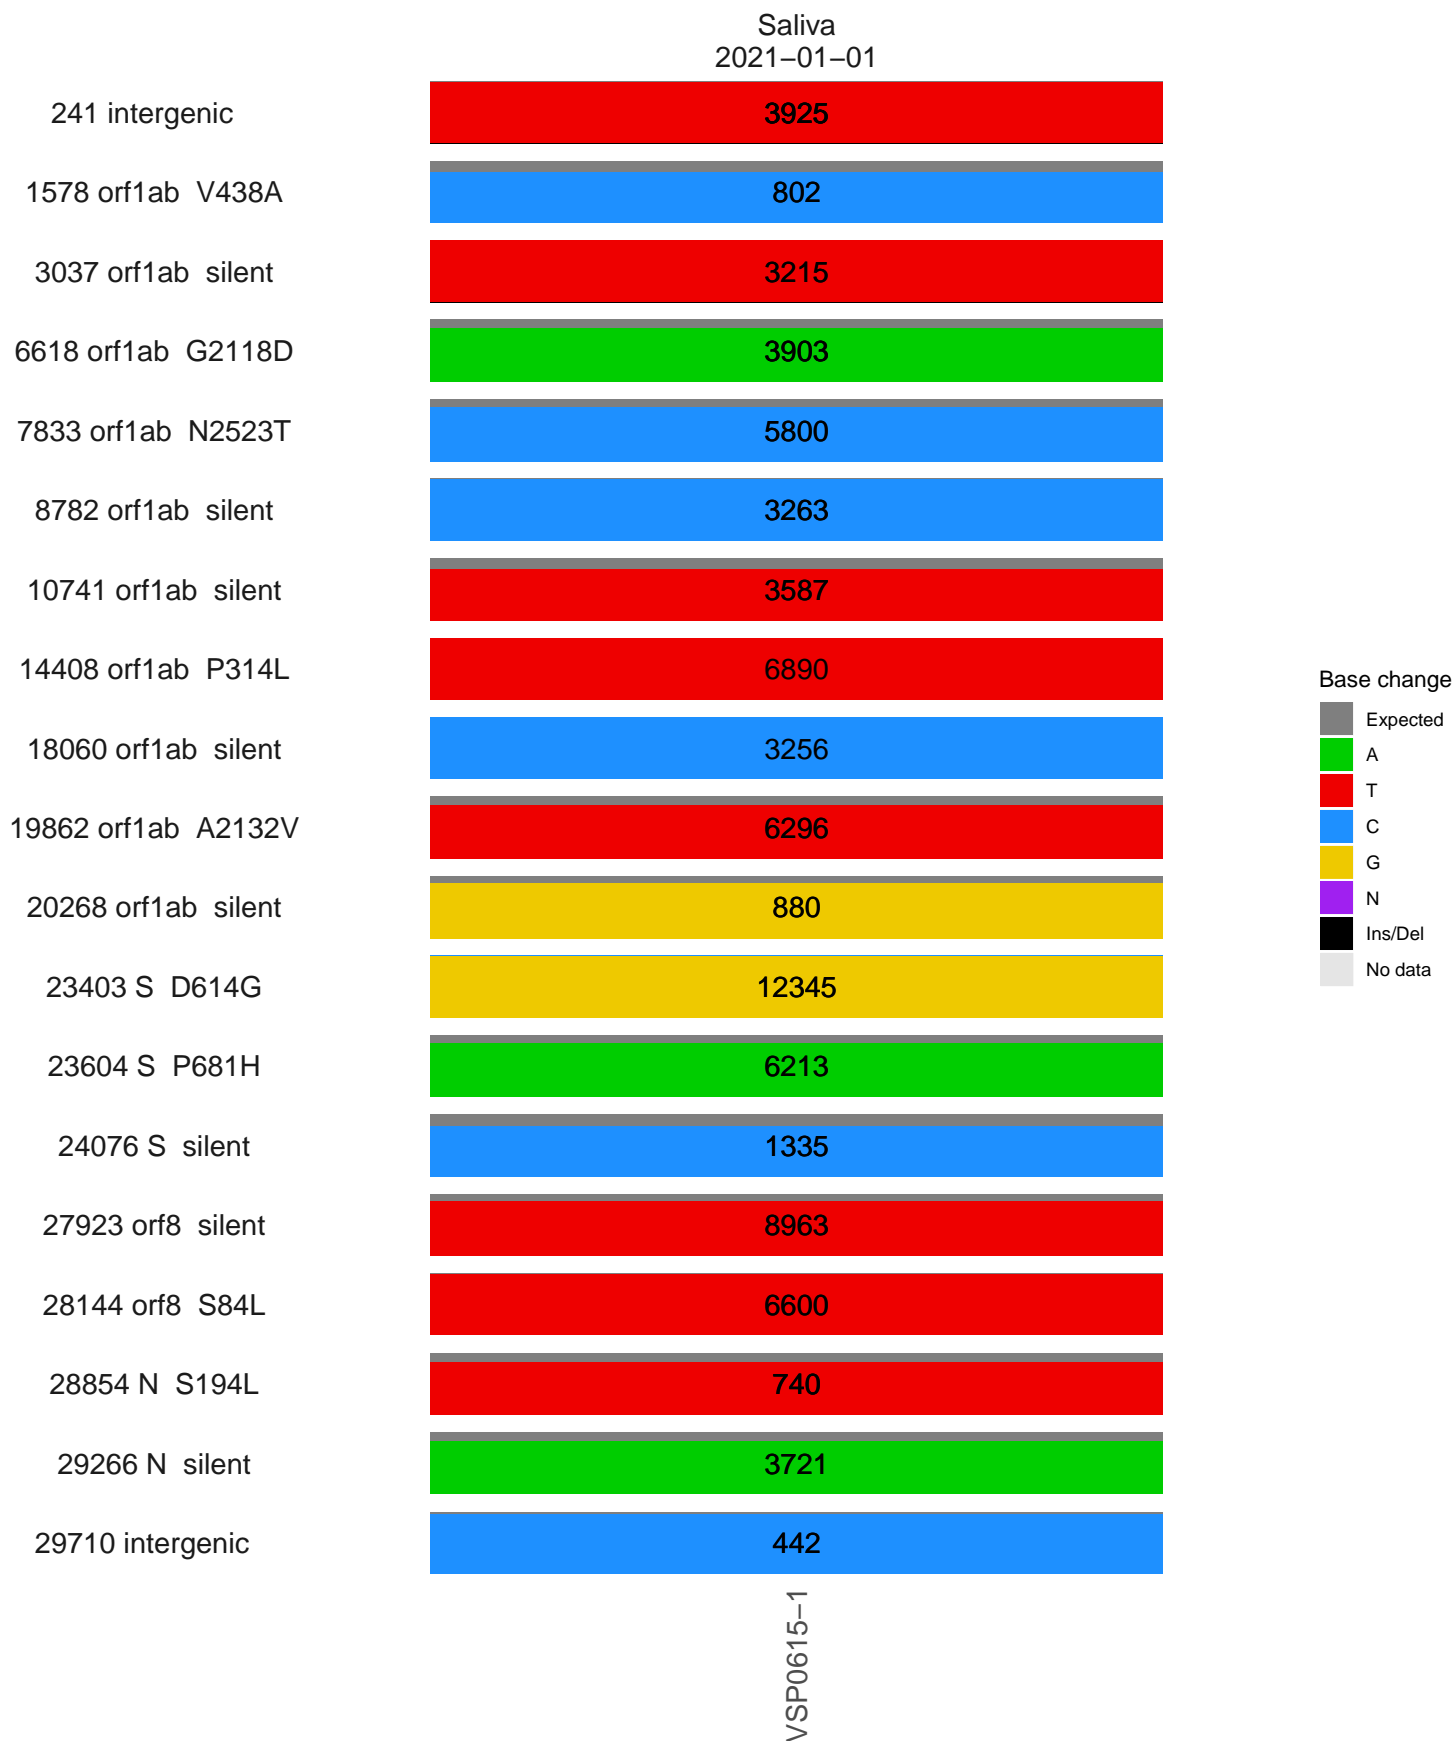 Saliva
2021−01−01
241 intergenic 3925
1578 orf1ab V438A 802
3037 orf1ab silent 3215
6618 orf1ab G2118D 3903
7833 orf1ab N2523T 5800
8782 orf1ab silent 3263
10741 orf1ab silent 3587
14408 orf1ab P314L 6890
18060 orf1ab silent 3256
19862 orf1ab A2132V 6296
20268 orf1ab silent 880
23403 S D614G 12345
23604 S P681H 6213
24076 S silent 1335
27923 orf8 silent 8963
28144 orf8 S84L 6600
28854 N S194L 740
29266 N silent 3721
29710 intergenic 442
VSP0615−1
Base change
Expected
A
T
C
G
N
Ins/Del
No data